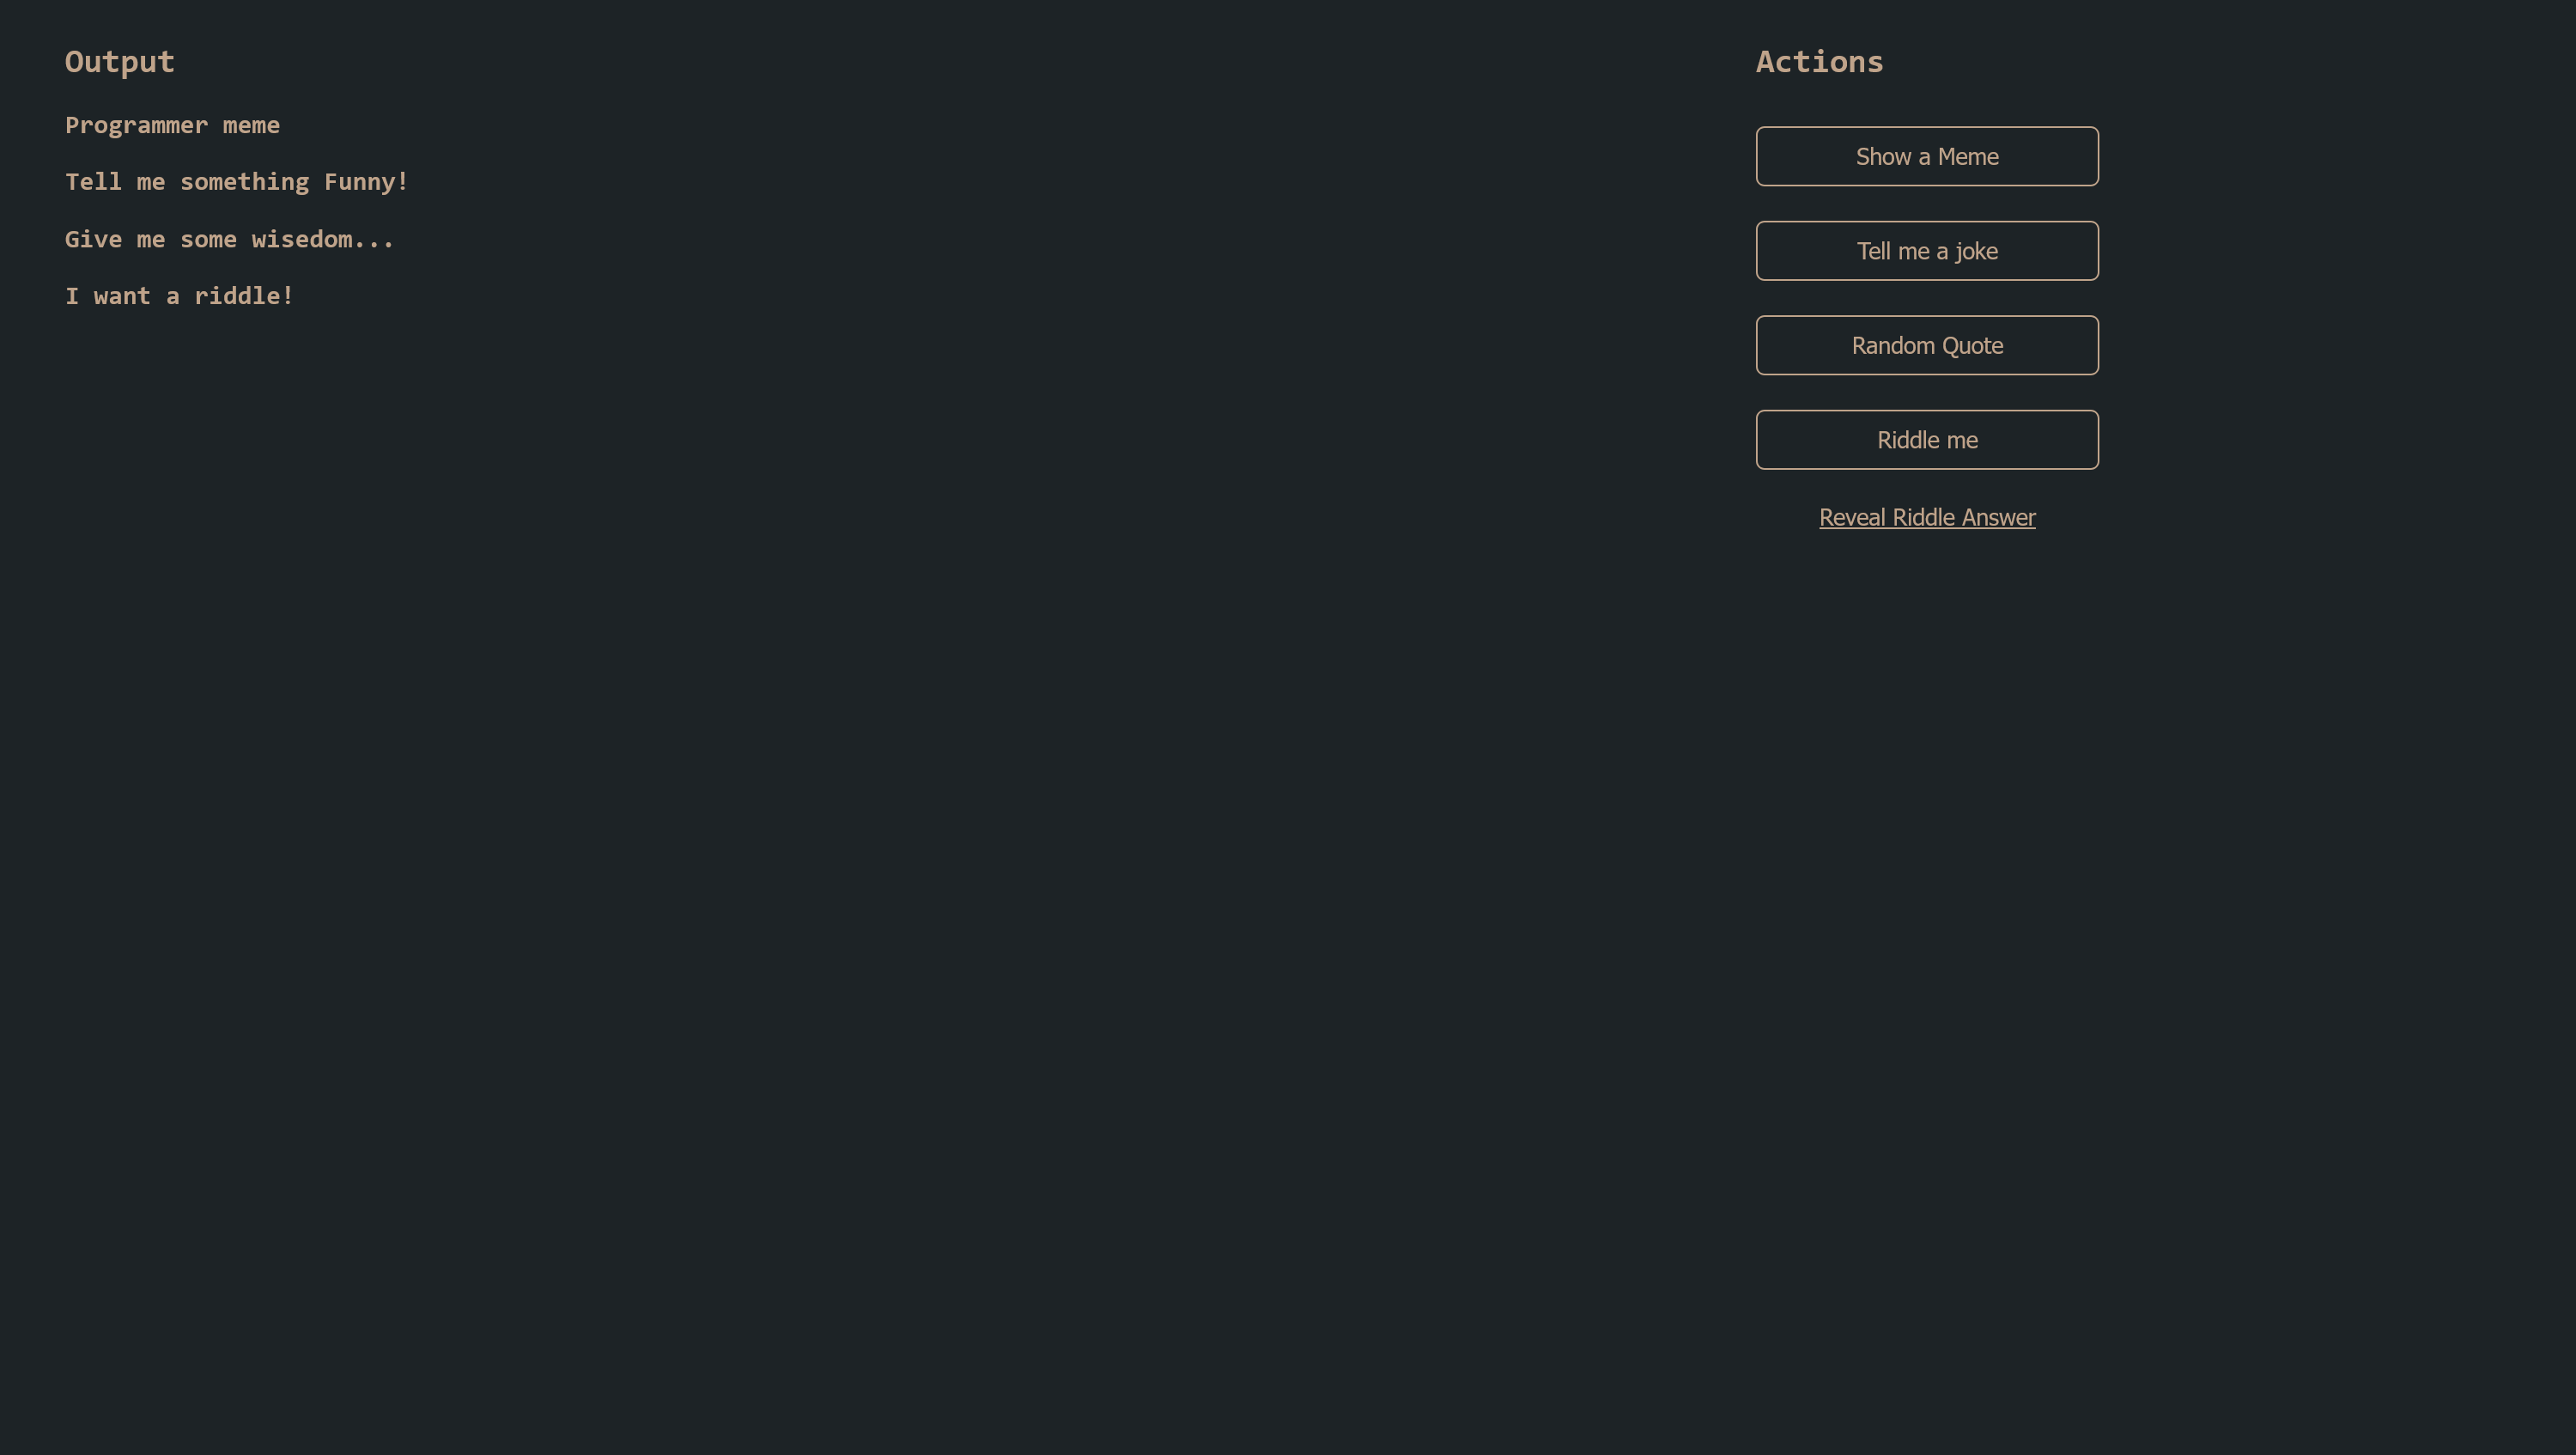 Output
Programmer meme
Tell me something Funny!
Give me some wisedom...
I want a riddle!
Actions
Show a Meme
Tell me a joke
Random Quote
Riddle me
Reveal Riddle Answer